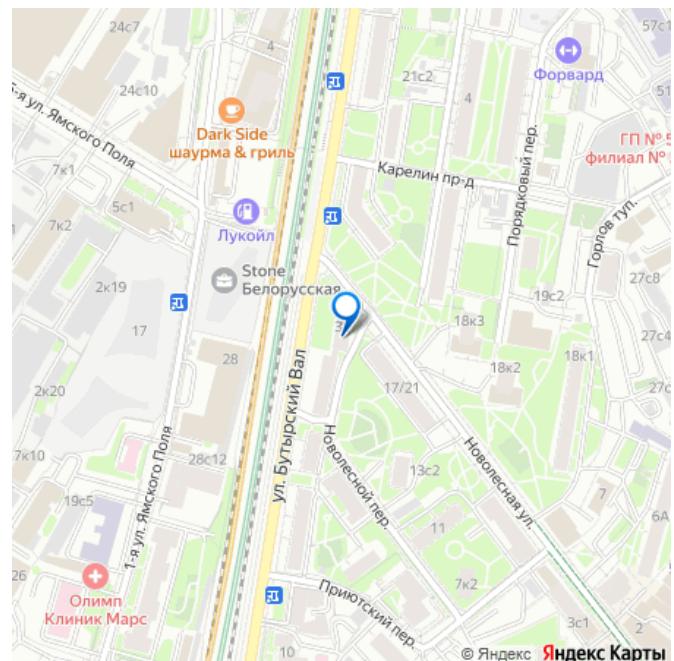 24с7
4
57с1
24с10
21с2
4
Форвард
51
Dark Side
шаурма & гриль
-я ул. Ямского Поля
ГП № 5
филиал №
Карелин пр-д
Порядковый пер.
Горлов туп.
7к1
5с1
7к2
Лукойл
Stone
Белорусская
2к19
17
27с8
19с2
18к3
27с4
28
18к2
18к1
17/21
2к20
27с
ул. Бутырский Вал
Новолесной пер.
Новолесная ул.
7к10
28с12
1-я ул. Ямского Поля
13с2
19с5
7
6А
11
26
Олимп
Клиник Марс
7к2
Приютский пер.
3с1
2
10
© Яндекс Яндекс Карты